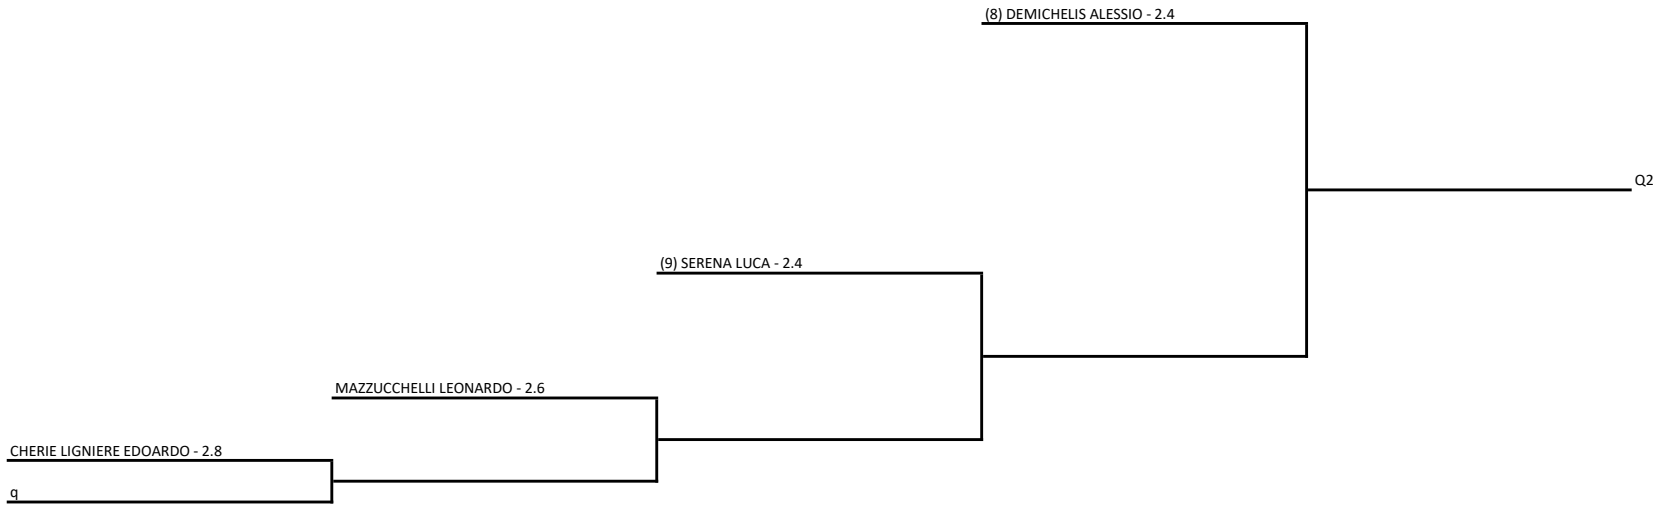 (8) DEMICHELIS ALESSIO - 2.4
Q2
(9) SERENA LUCA - 2.4
MAZZUCCHELLI LEONARDO - 2.6
CHERIE LIGNIERE EDOARDO - 2.8
q